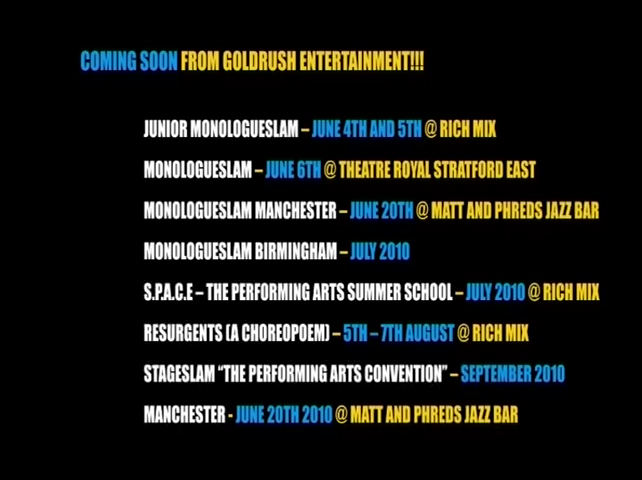 COMING SOON FROM GOLDRUSH ENTERTAINMENT!!!
JUNIOR MONOLOGUESLAM – JUNE 4TH AND 5TH @ RICH MIX
MONOLOGUESLAM – JUNE 6TH @ THEATRE ROYAL STRATFORD EAST
MONOLOGUESLAM MANCHESTER – JUNE 20TH @ MATT AND PHREDS JAZZ BAR
MONOLOGUESLAM BIRMINGHAM – JULY 2010
S.P.A.C.E – THE PERFORMING ARTS SUMMER SCHOOL – JULY 2010 @ RICH MIX
RESURGENTS (A CHOREOPOEM) – 5TH – 7TH AUGUST @ RICH MIX
STAGESLAM “THE PERFORMING ARTS CONVENTION” – SEPTEMBER 2010
MANCHESTER - JUNE 20TH 2010 @ MATT AND PHREDS JAZZ BAR